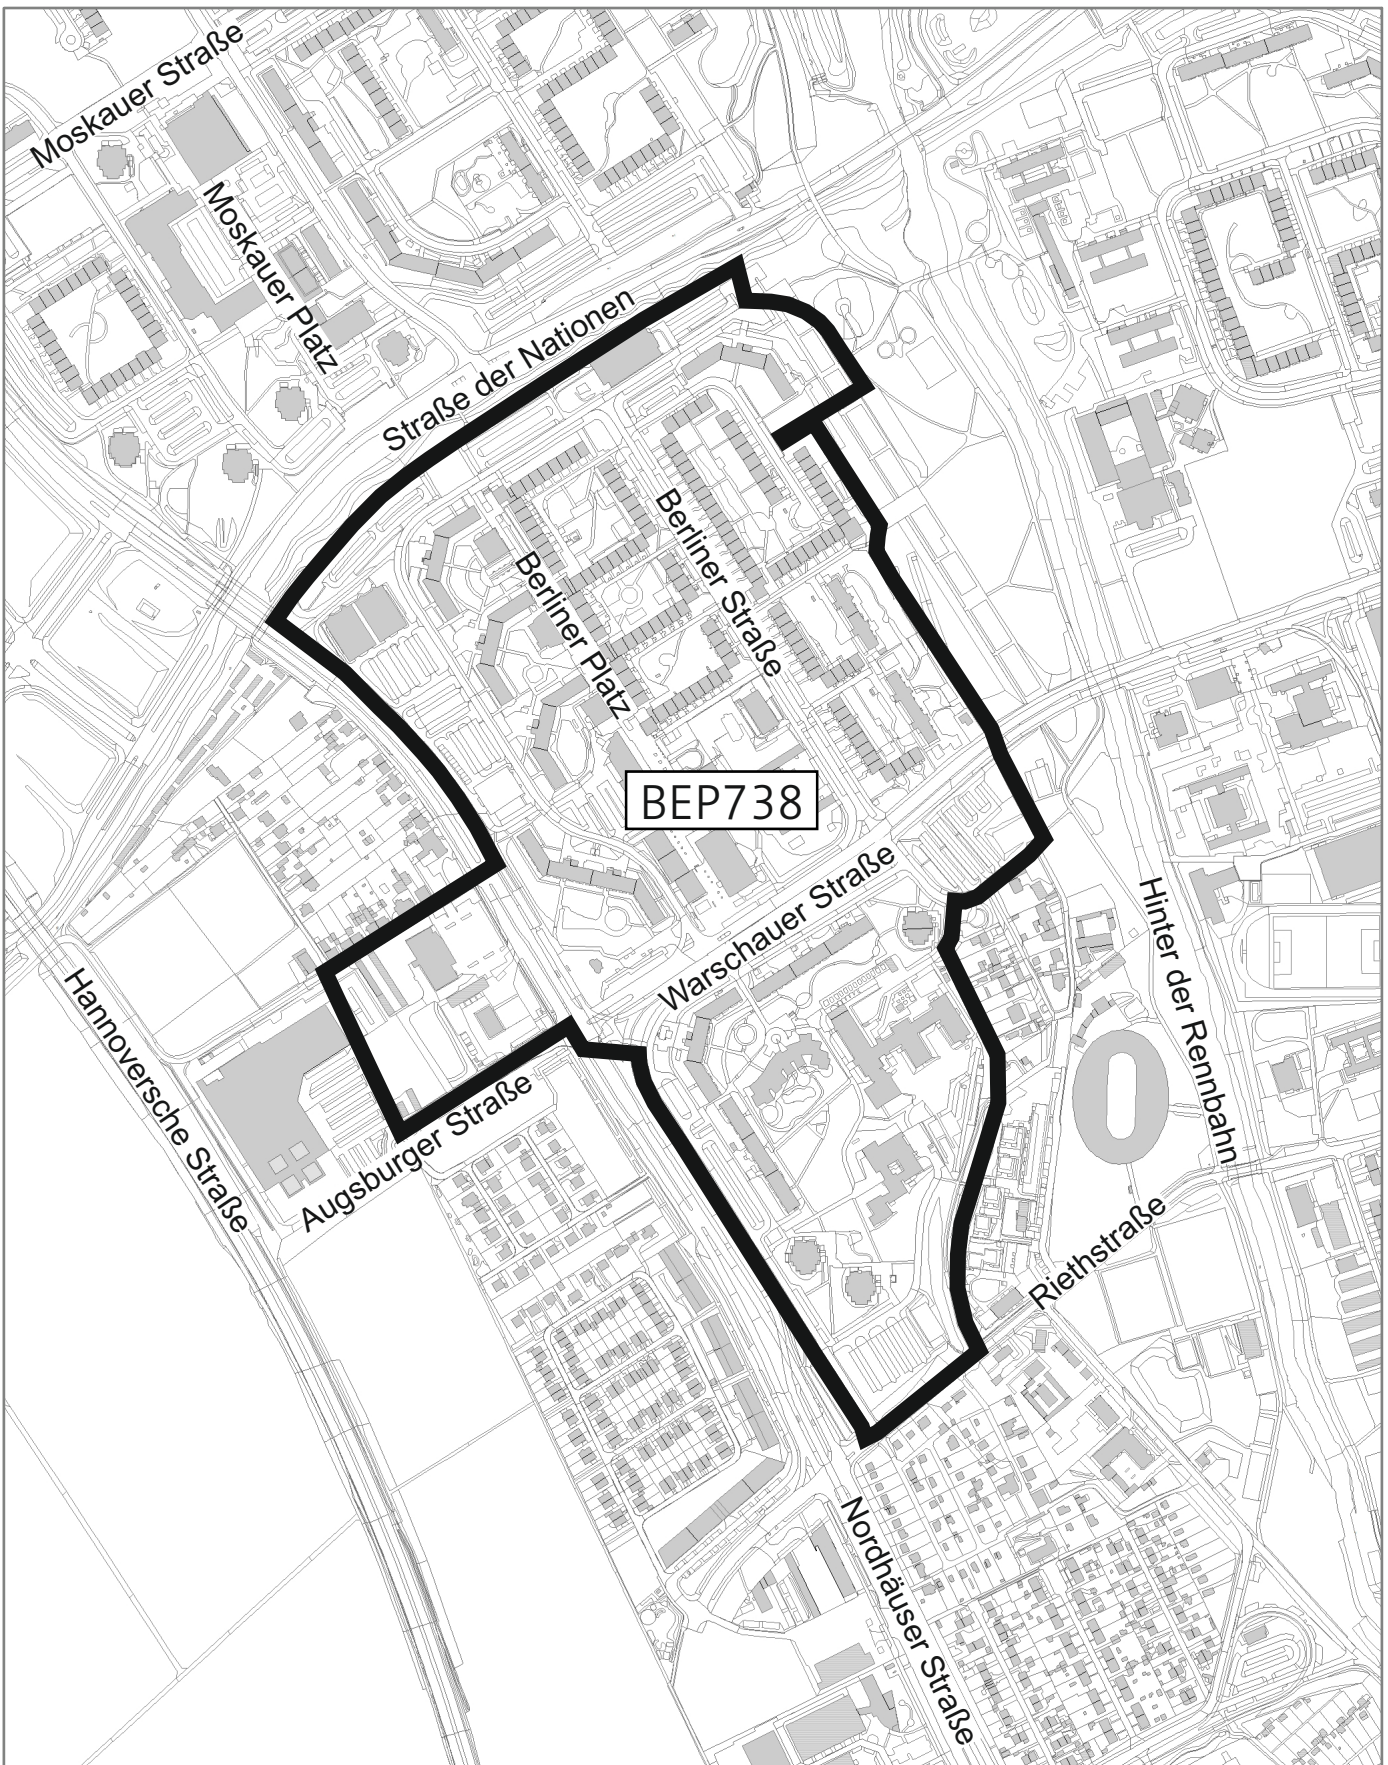 Moskauer Straße
Moskauer Platz
Straße der Nationen
Berliner Straße
Berliner Platz
BEP738
Warschauer Straße
Hinter der Rennbahn
Hannoversche Straße
Augsburger Straße
Riethstraße
Nordhäuser Straße